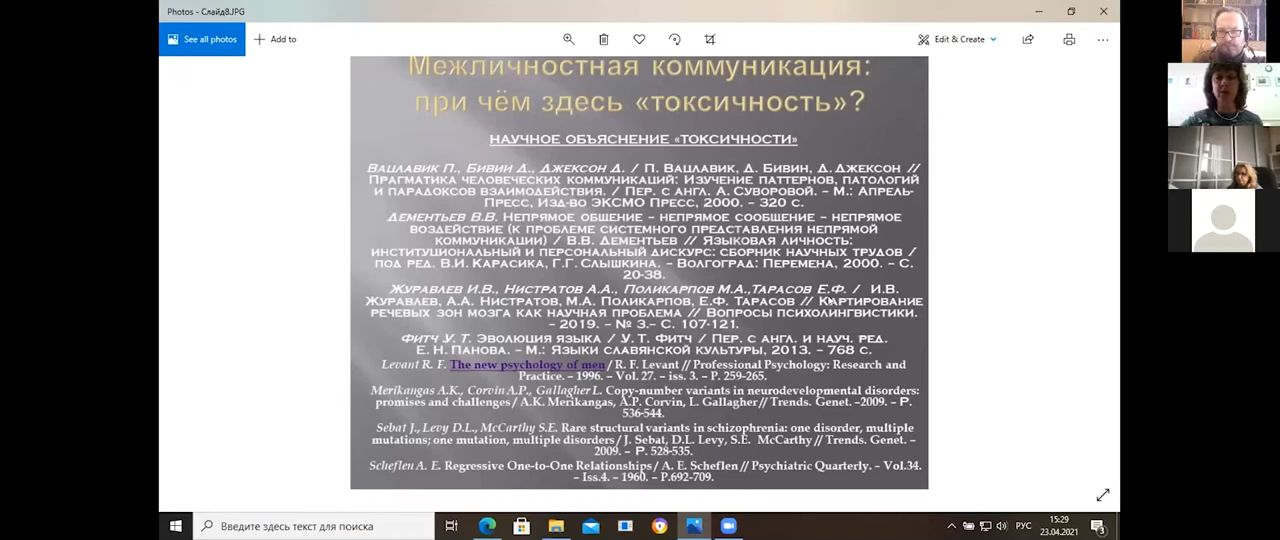 Photos - Слайд8.JPG
See all photos
Add to
Edit & Create
Межличностная коммуникация:
при чём здесь «токсичность»?
НАУЧНОЕ ОБЪЯСНЕНИЕ «ТОКСИЧНОСТИ»
Вацлавик П., Бивии Д., Джексон Д. / П. Вацлавик, Д. Бивин, Д. Джексон //
Прагматика человеческих коммуникаций: Изучение паттернов, патологий
и парадоксов взаимодействия. / Пер. с англ. А. Суворовой. – М.: Апрель-
Пресс, Изд-во ЭКСМО Пресс, 2000. – 320 с.
Дементьев В.В. Непрямое общение – непрямое сообщение – непрямое
воздействие (к проблеме системного представления непрямой
коммуникации) / В.В. Дементьев // Языковая личность:
институциональный и персональный дискурс: сборник научных трудов /
под ред. В.И. Карасика, Г.Г. Слышкина. – Волгоград: Перемена, 2000. – С.
20-38.
Журавлев И.В., Нистратов А.А., Поликарпов М.А.,Тарасов Е.Ф. / И.В.
Журавлев, А.А. Нистратов, М.А. Поликарпов, Е.Ф. Тарасов // Картирование
речевых зон мозга как научная проблема // Вопросы психолингвистики.
– 2019. – № 3.– С. 107-121.
Фитч У. Т. Эволюция языка / У. Т. Фитч / Пер. с англ. и науч. ред.
Е. Н. Панова. – М.: Языки славянской культуры, 2013. – 768 с.
Levant R. F. The new psychology of men / R. F. Levant // Professional Psychology: Research and
Practice. – 1996. – Vol. 27. – iss. 3. – P. 259-265.
Merikangas A.K., Corvin A.P., Gallagher L. Copy-number variants in neurodevelopmental disorders:
promises and challenges / A.K. Merikangas, A.P. Corvin, L. Gallagher // Trends. Genet. –2009. – P.
536-544.
Sebat J., Levy D.L., McCarthy S.E. Rare structural variants in schizophrenia: one disorder, multiple
mutations; one mutation, multiple disorders / J. Sebat, D.L. Levy, S.E. McCarthy // Trends. Genet. –
2009. – P. 528-535.
Scheflen A. E. Regressive One-to-One Relationships / A. E. Scheflen // Psychiatric Quarterly. – Vol.34.
– Iss.4. – 1960. – P.692-709.
Введите здесь текст для поиска
РУС
15:29
23.04.2021
3